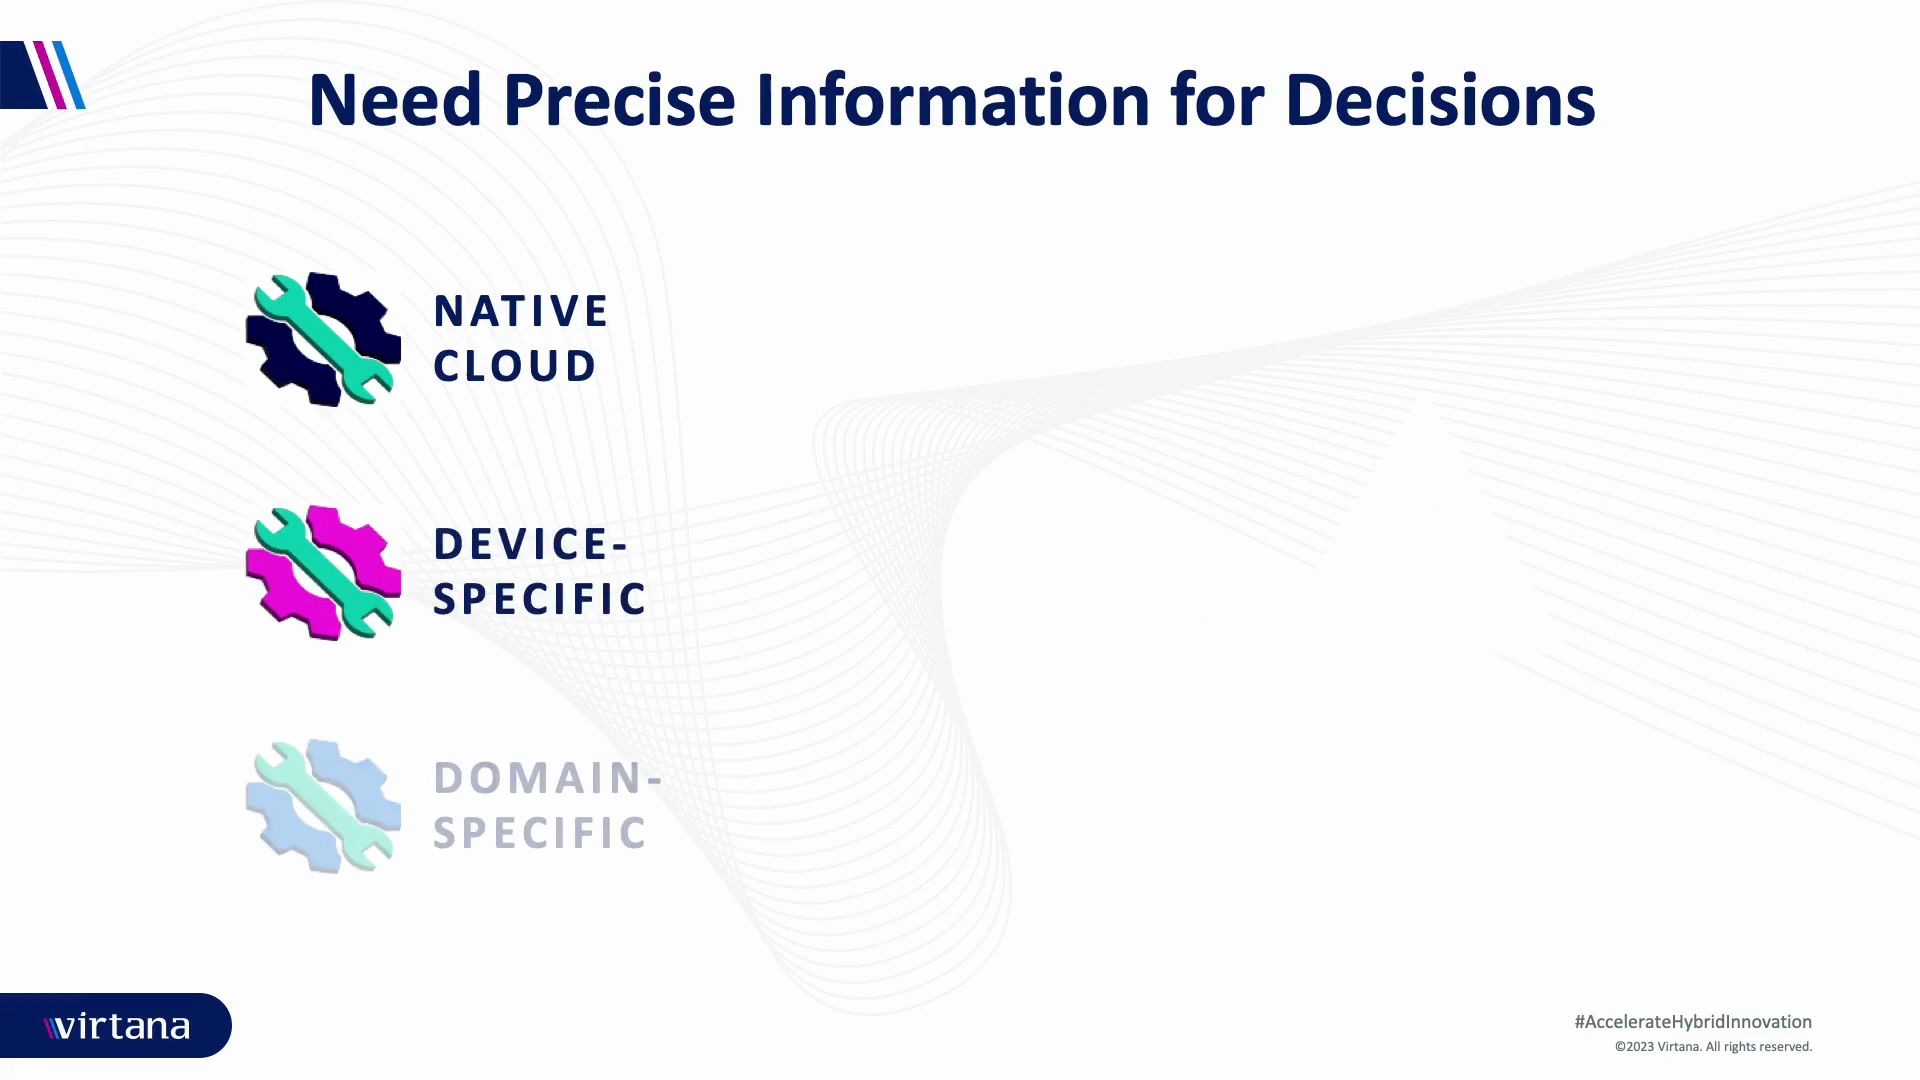 Need Precise Information for Decisions
NATIVE
CLOUD
DEVICE-
SPECIFIC
DOMAIN-
SPECIFIC
virtana
#AccelerateHybridInnovation
©2023 Virtana. All rights reserved.